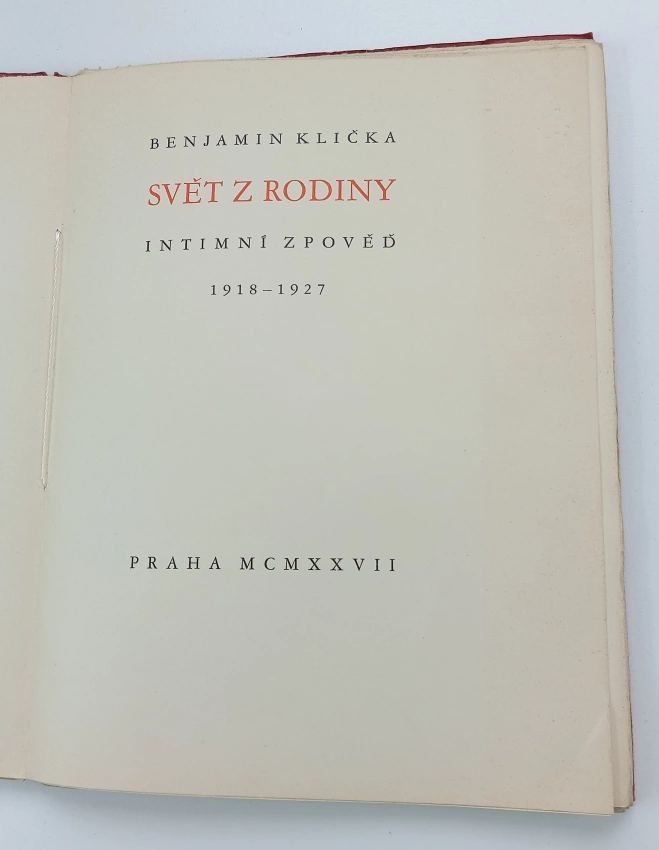 BENJAMIN KLIČKA
SVĚT Z RODINY
INTIMNÍ ZPOVĚĎ
1918–1927
PRAHA MCMXXVII